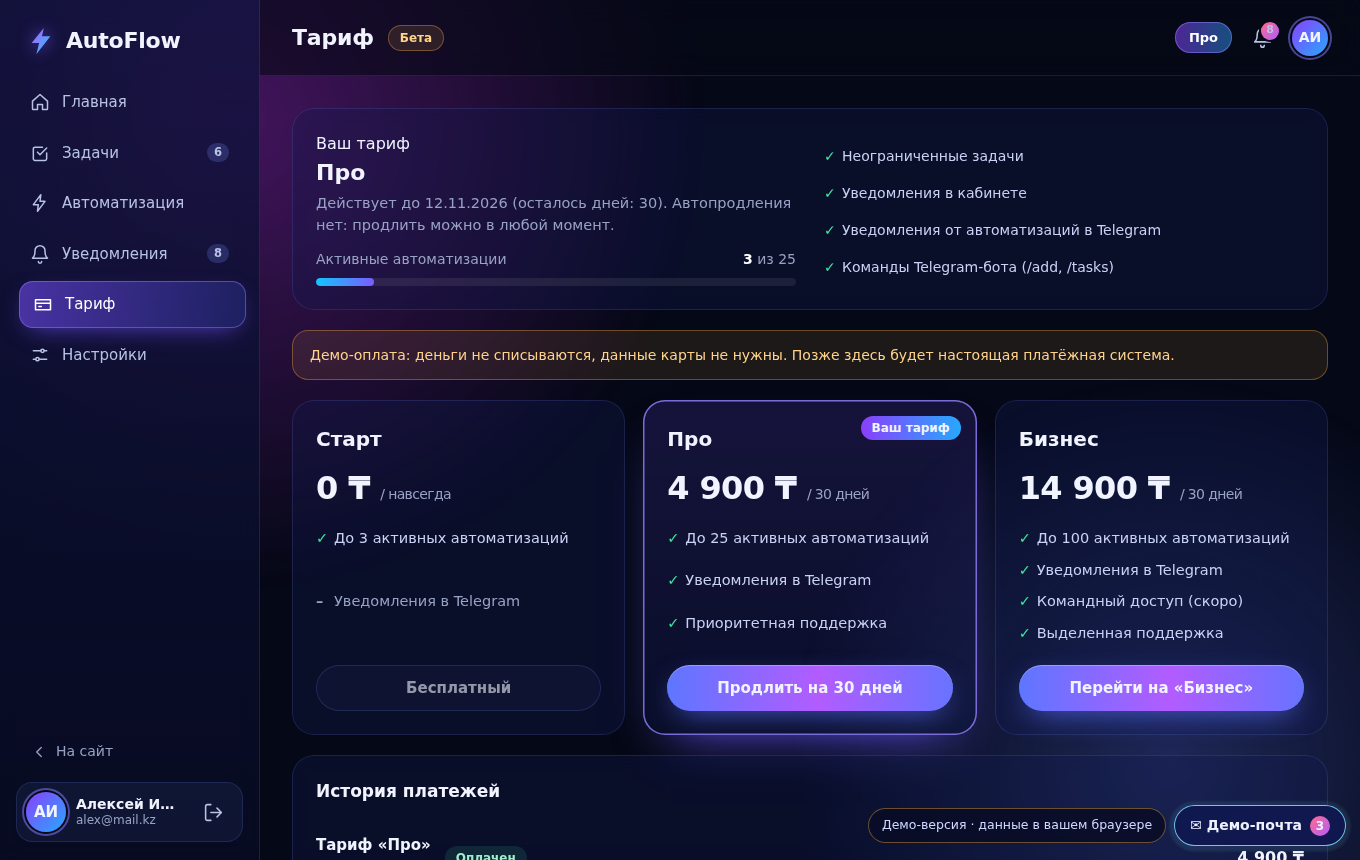 AutoFlow
Главная
Задачи 6
Автоматизация
Уведомления 8
Тариф
Настройки
На сайт
АИ Алексей И...
alex@mail.kz
Тариф Бета
Про 8 АИ
Ваш тариф
Про
Действует до 12.11.2026 (осталось дней: 30). Автопродления
нет: продлить можно в любой момент.
Активные автоматизации 3 из 25
✓ Неограниченные задачи
✓ Уведомления в кабинете
✓ Уведомления от автоматизаций в Telegram
✓ Команды Telegram-бота (/add, /tasks)
Демо-оплата: деньги не списываются, данные карты не нужны. Позже здесь будет настоящая платёжная система.
Старт
0 ₸ / навсегда
✓ До 3 активных автоматизаций
– Уведомления в Telegram
Бесплатный
Ваш тариф
Про
4 900 ₸ / 30 дней
✓ До 25 активных автоматизаций
✓ Уведомления в Telegram
✓ Приоритетная поддержка
Продлить на 30 дней
Бизнес
14 900 ₸ / 30 дней
✓ До 100 активных автоматизаций
✓ Уведомления в Telegram
✓ Командный доступ (скоро)
✓ Выделенная поддержка
Перейти на «Бизнес»
История платежей
Тариф «Про» Оплачен 4 900 ₸
Демо-версия · данные в вашем браузере
✉ Демо-почта 3